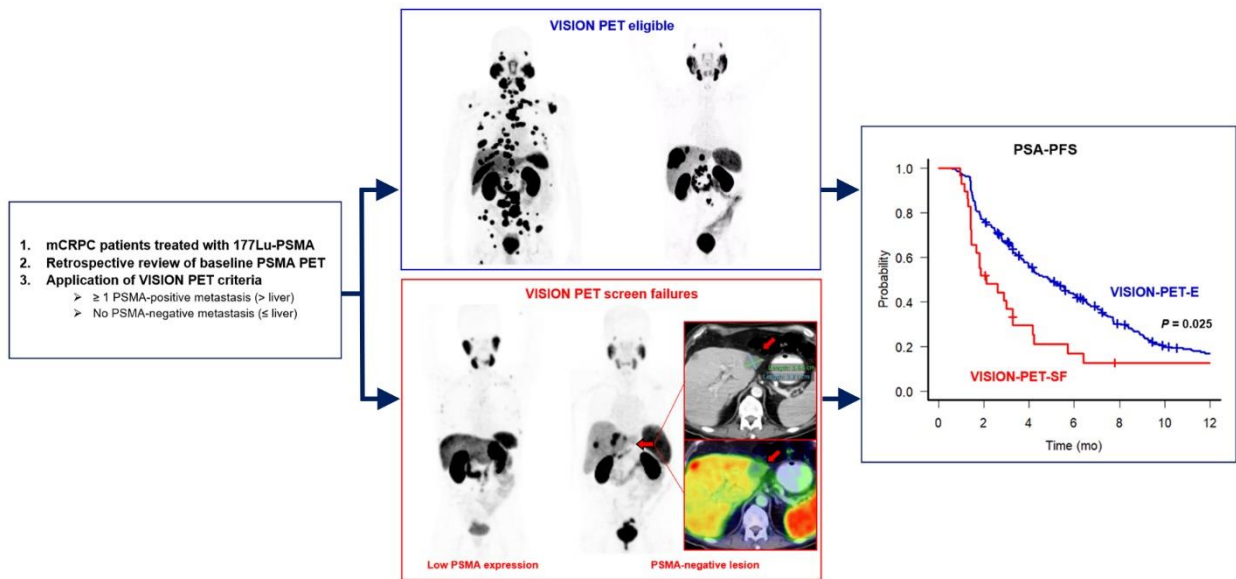 1. mCRPC patients treated with 177Lu-PSMA
2. Retrospective review of baseline PSMA PET
3. Application of VISION PET criteria
➢ ≥ 1 PSMA-positive metastasis (> liver)
➢ No PSMA-negative metastasis (≤ liver)
VISION PET eligible
VISION PET screen failures
Low PSMA expression
PSMA-negative lesion
PSA-PFS
Probability
1.0
0.8
0.6
0.4
0.2
0.0
VISION-PET-E
P = 0.025
VISION-PET-SF
0 2 4 6 8 10 12
Time (mo)